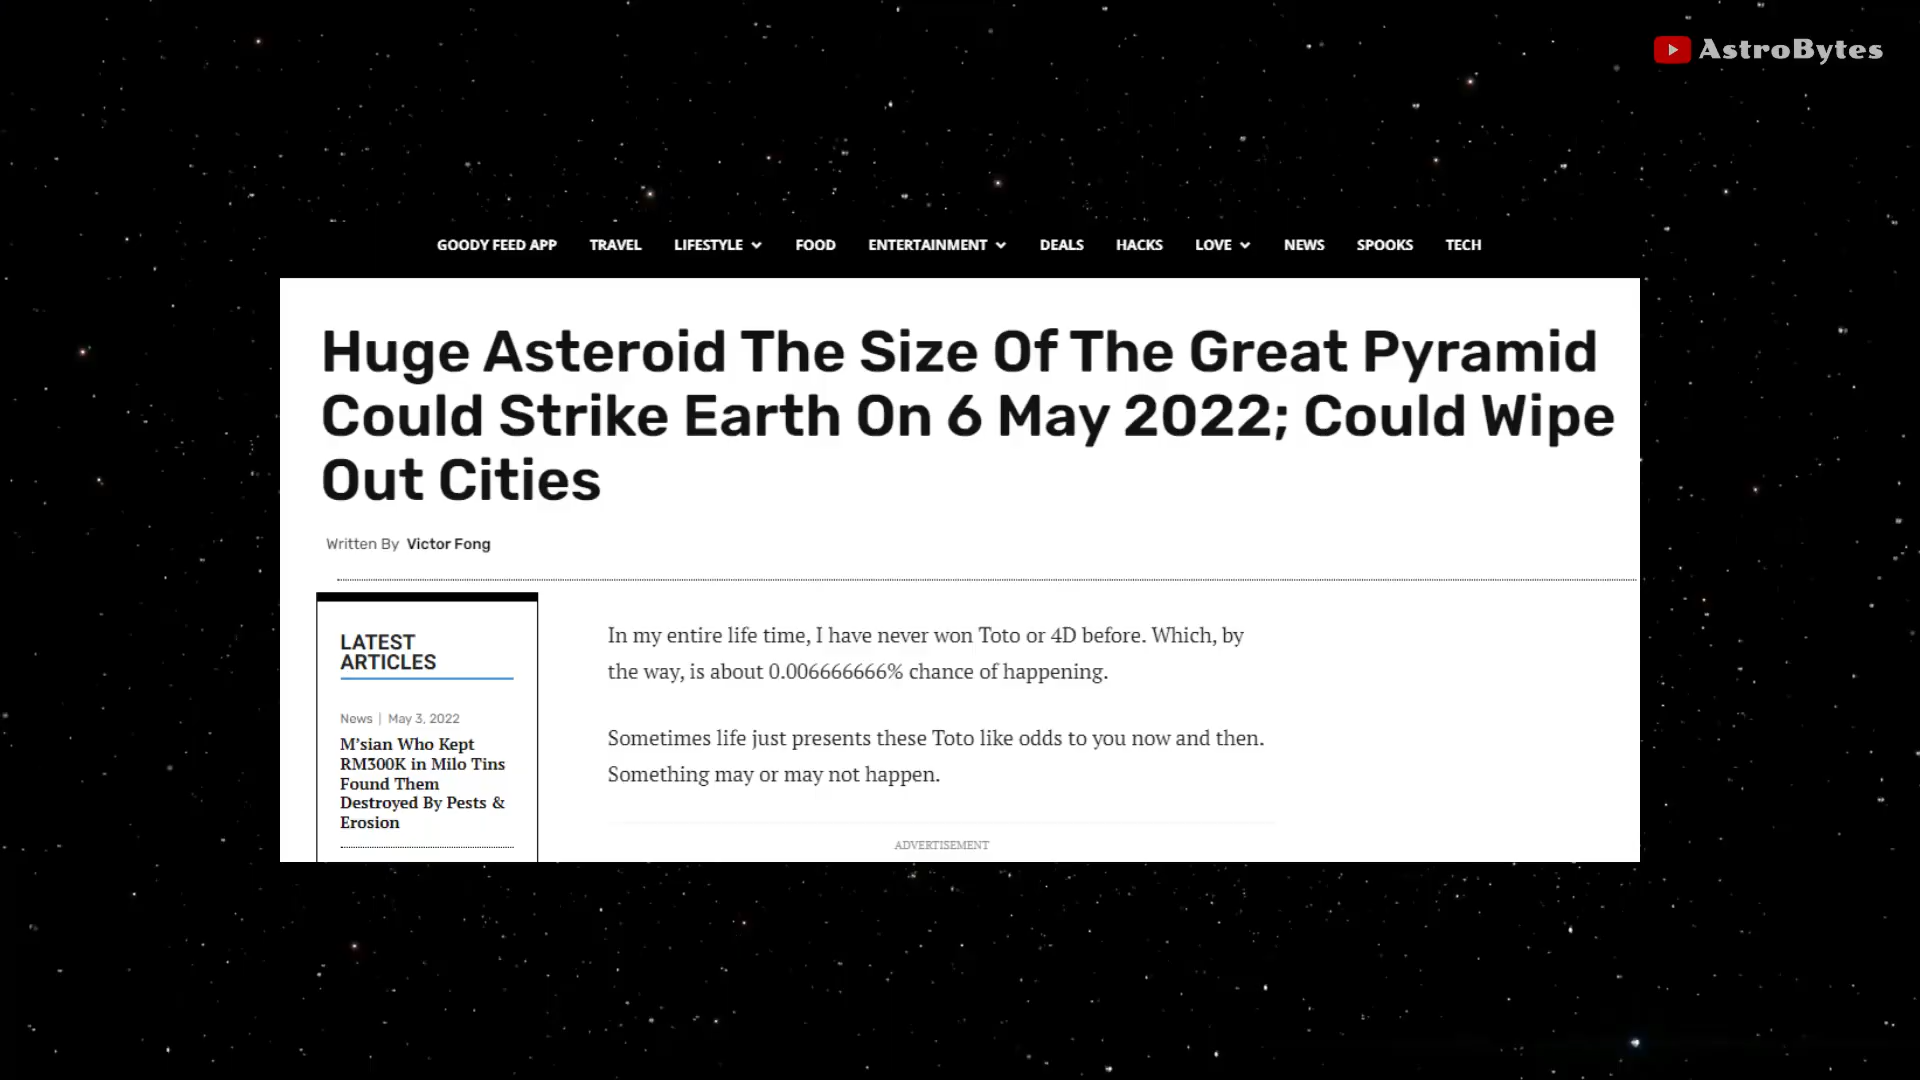 AstroBytes
GOODY FEED APP TRAVEL LIFESTYLE FOOD ENTERTAINMENT DEALS HACKS LOVE NEWS SPOOKS TECH
Huge Asteroid The Size Of The Great Pyramid
Could Strike Earth On 6 May 2022; Could Wipe
Out Cities
Written By Victor Fong
LATEST
ARTICLES
News | May 3, 2022
M’sian Who Kept
RM300K in Milo Tins
Found Them
Destroyed By Pests &
Erosion
In my entire life time, I have never won Toto or 4D before. Which, by
the way, is about 0.006666666% chance of happening.
Sometimes life just presents these Toto like odds to you now and then.
Something may or may not happen.
ADVERTISEMENT